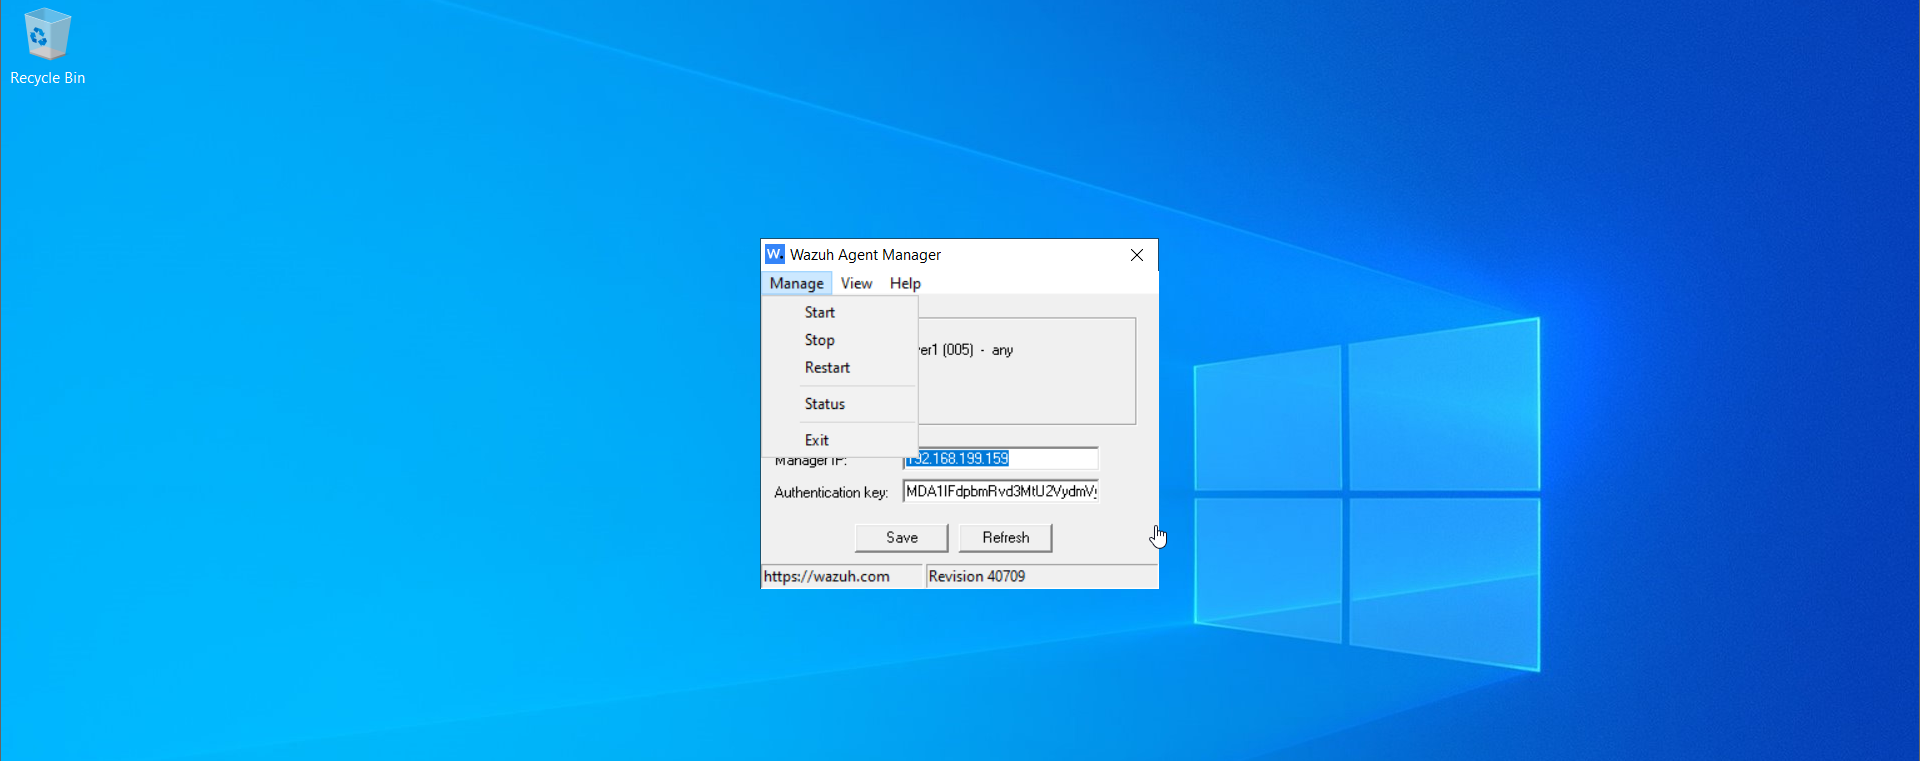 Recycle Bin
W. Wazuh Agent Manager
Manage View Help
Start
Stop
Restart
Status
Exit
er1 (005) - any
Manager IP: 192.168.199.159
Authentication key:
Save Refresh
https://wazuh.com Revision 40709